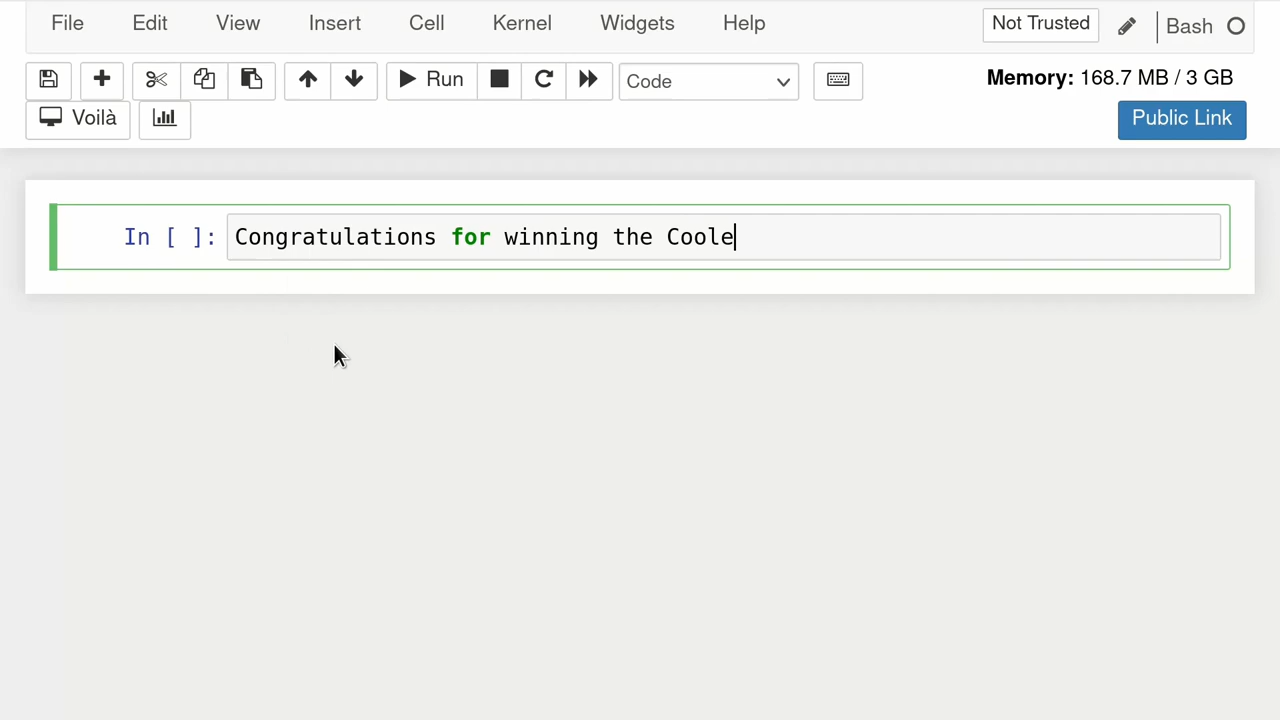 File Edit View Insert Cell Kernel Widgets Help Not Trusted Bash
Run Code Memory: 168.7 MB / 3 GB
Voilà Public Link
In [ ]: Congratulations for winning the Coole